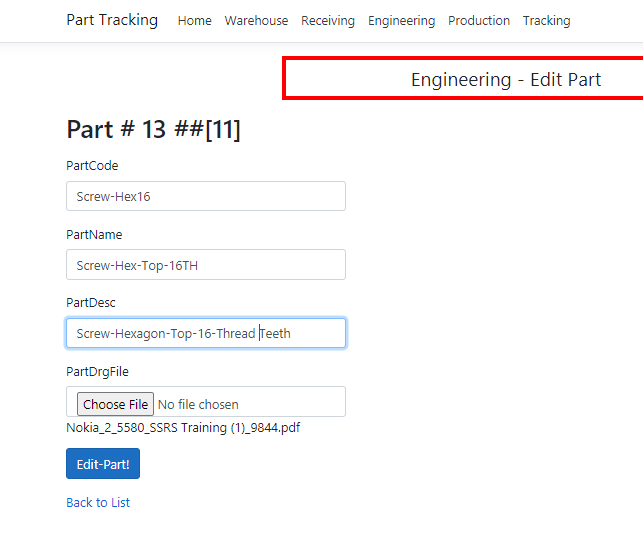 Part Tracking Home Warehouse Receiving Engineering Production Tracking
Engineering - Edit Part
Part # 13 ##[11]
PartCode
Screw-Hex16
PartName
Screw-Hex-Top-16TH
PartDesc
Screw-Hexagon-Top-16-Thread Teeth
PartDrgFile
Choose File No file chosen
Nokia_2_5580_SSRS Training (1)_9844.pdf
Edit-Part!
Back to List